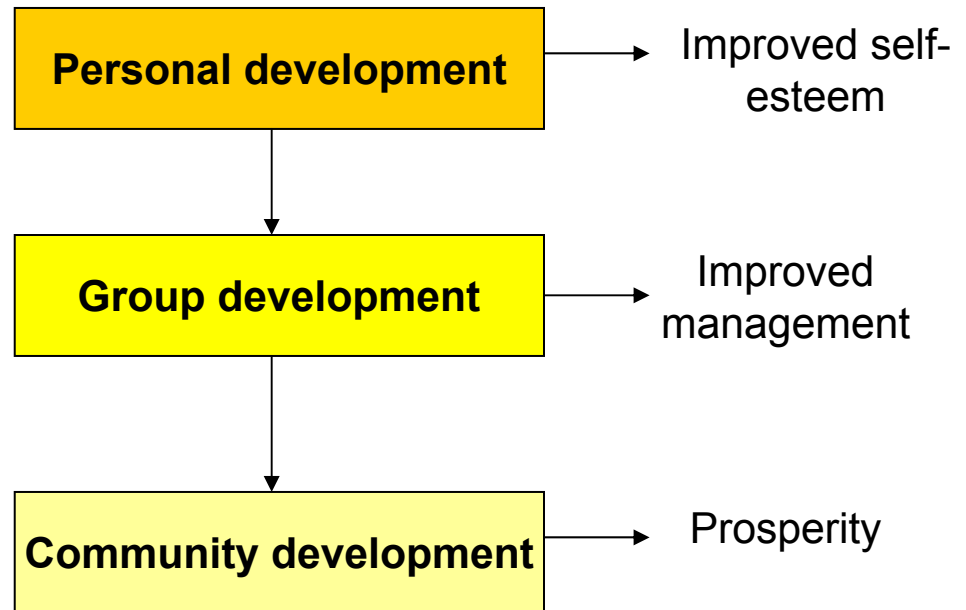 Personal development
Improved self-
esteem
Group development
Improved
management
Community development
Prosperity